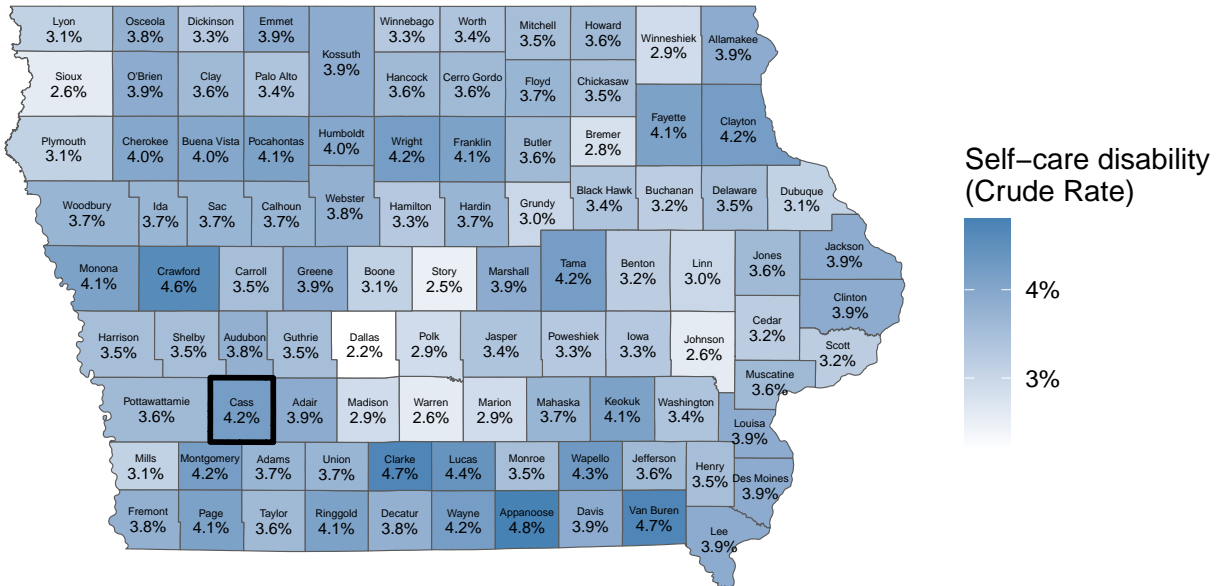 Lyon
3.1%
Osceola
3.8%
Dickinson
3.3%
Emmet
3.9%
Kossuth
3.9%
Winnebago
3.3%
Worth
3.4%
Mitchell
3.5%
Howard
3.6%
Winneshiek
2.9%
Allamakee
3.9%
Sioux
2.6%
O'Brien
3.9%
Clay
3.6%
Palo Alto
3.4%
Hancock
3.6%
Cerro Gordo
3.6%
Floyd
3.7%
Chickasaw
3.5%
Fayette
4.1%
Clayton
4.2%
Plymouth
3.1%
Cherokee
4.0%
Buena Vista
4.0%
Pocahontas
4.1%
Humboldt
4.0%
Wright
4.2%
Franklin
4.1%
Butler
3.6%
Bremer
2.8%
Woodbury
3.7%
Ida
3.7%
Sac
3.7%
Calhoun
3.7%
Webster
3.8%
Hamilton
3.3%
Hardin
3.7%
Grundy
3.0%
Black Hawk
3.4%
Buchanan
3.2%
Delaware
3.5%
Dubuque
3.1%
Monona
4.1%
Crawford
4.6%
Carroll
3.5%
Greene
3.9%
Boone
3.1%
Story
2.5%
Marshall
3.9%
Tama
4.2%
Benton
3.2%
Linn
3.0%
Jones
3.6%
Jackson
3.9%
Clinton
3.9%
Harrison
3.5%
Shelby
3.5%
Audubon
3.8%
Guthrie
3.5%
Dallas
2.2%
Polk
2.9%
Jasper
3.4%
Poweshiek
3.3%
Iowa
3.3%
Johnson
2.6%
Cedar
3.2%
Scott
3.2%
Muscatine
3.6%
Pottawattamie
3.6%
Cass
4.2%
Adair
3.9%
Madison
2.9%
Warren
2.6%
Marion
2.9%
Mahaska
3.7%
Keokuk
4.1%
Washington
3.4%
Louisa
3.9%
Mills
3.1%
Montgomery
4.2%
Adams
3.7%
Union
3.7%
Clarke
4.7%
Lucas
4.4%
Monroe
3.5%
Wapello
4.3%
Jefferson
3.6%
Henry
3.5%
Des Moines
3.9%
Fremont
3.8%
Page
4.1%
Taylor
3.6%
Ringgold
4.1%
Decatur
3.8%
Wayne
4.2%
Appanoose
4.8%
Davis
3.9%
Van Buren
4.7%
Lee
3.9%
Self−care disability
(Crude Rate)
4%
3%